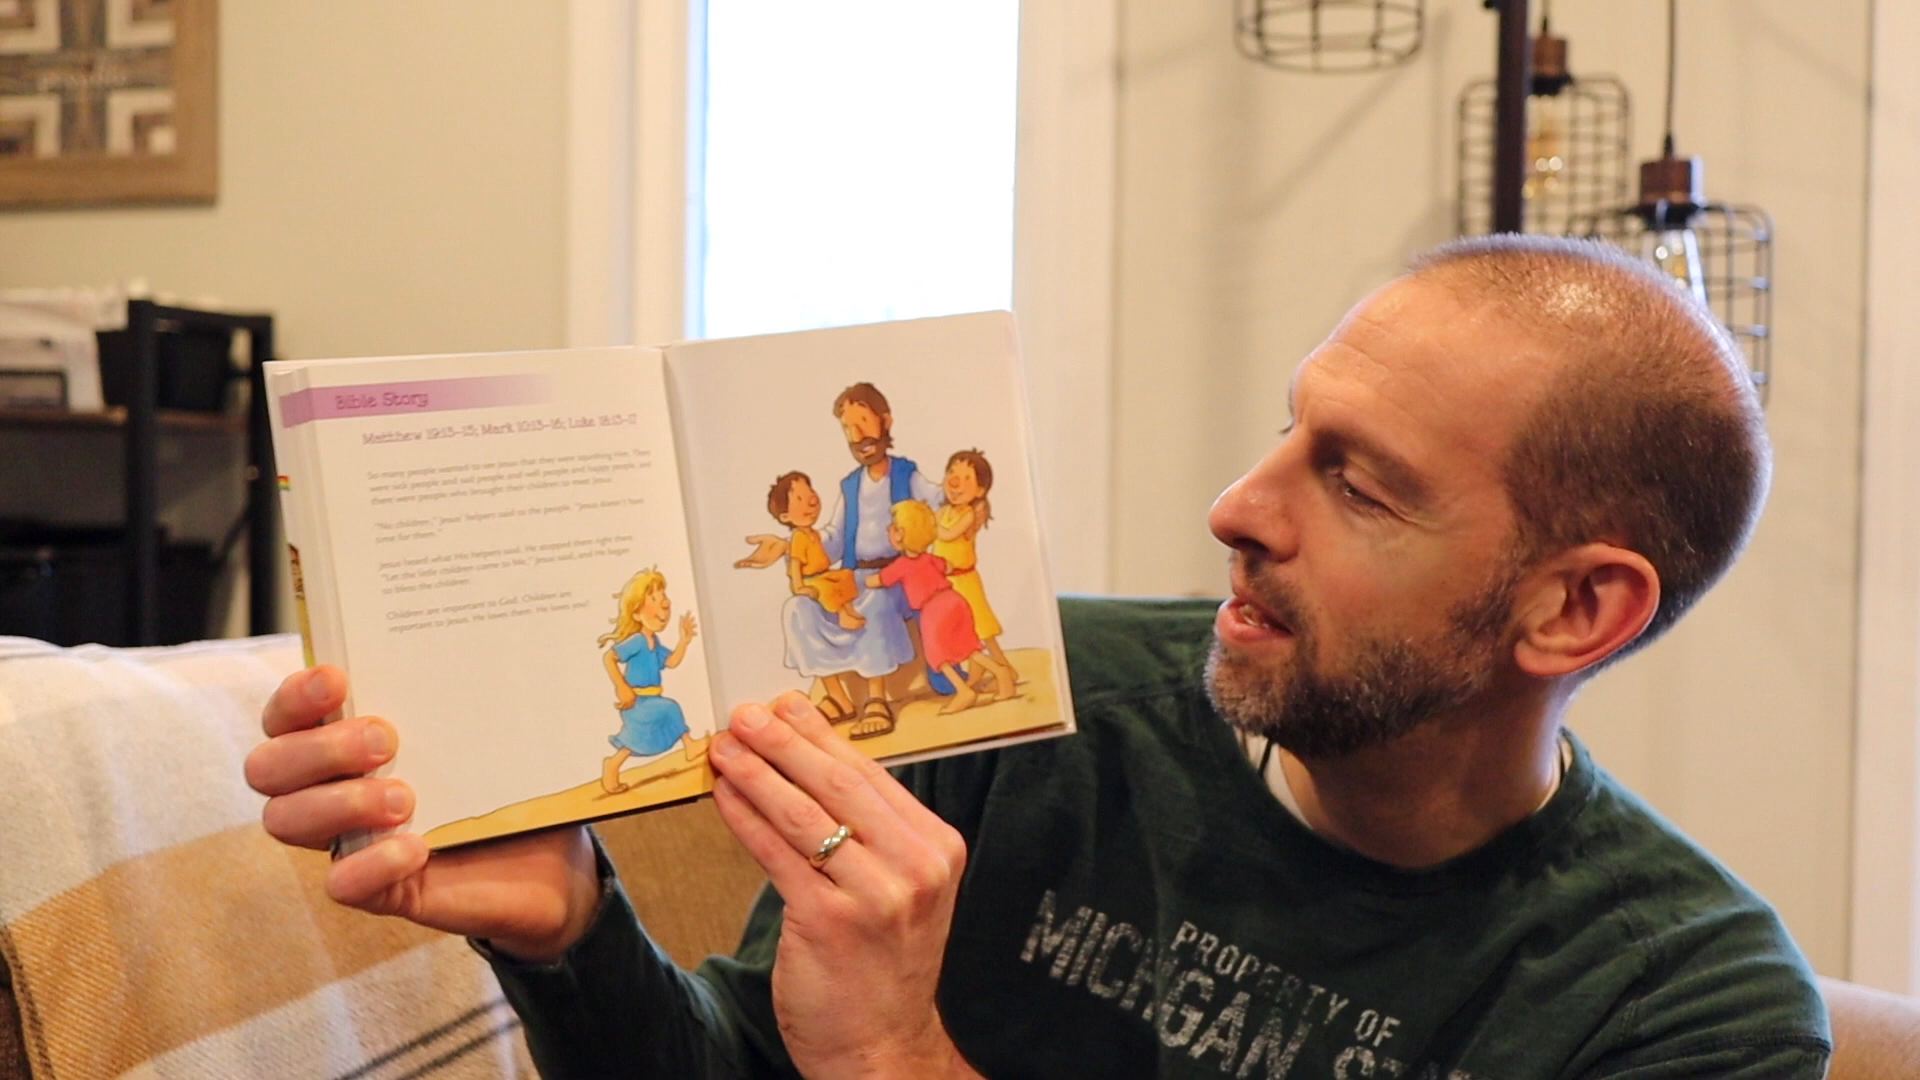 Bible Story
Matthew 19:13–15; Mark 10:13–16; Luke 18:15–17
So many people wanted to see Jesus that they were squishing Him. There
were sick people and sad people and well people and happy people, and
there were people who brought their children to meet Jesus.
"No children," Jesus' helpers said to the people. "Jesus doesn't have
time for them."
Jesus heard what His helpers said. He stopped them right there.
"Let the little children come to Me," Jesus said, and He began
to bless the children.
Children are important to God. Children are
important to Jesus. He loves them. He loves you!
PROPERTY OF
MICHIGAN